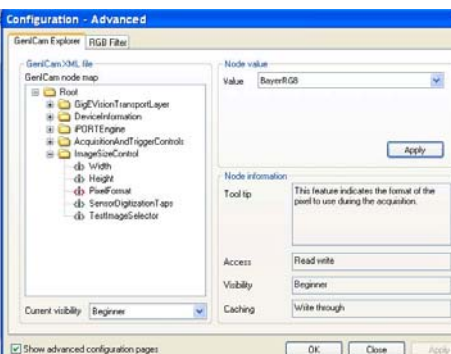 Configuration - Advanced
GenICam Explorer
RGB Filter
GenICam XML file
GenICam node map
Root
GigEVisionTransportLayer
DeviceInformation
iPORTEngine
AcquisitionAndTriggerControls
ImageSizeControl
Width
Height
PixelFormat
SensorDigitizationTaps
TestImageSelector
Current visibility
Beginner
Node value
Value
BayerRG8
Apply
Node information
Tool tip
This feature indicates the format of the
pixel to use during the acquisition.
Access
Read write
Visibility
Beginner
Caching
Write through
Show advanced configuration pages
OK
Close
Apply